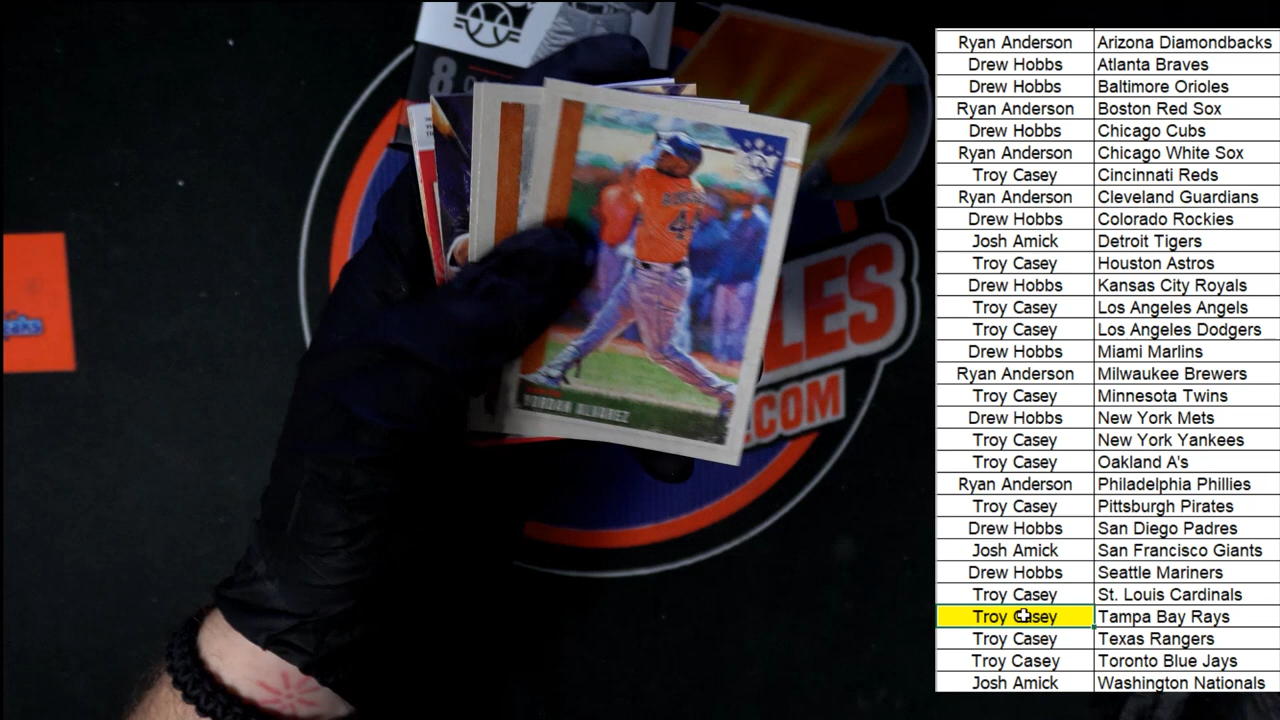 Ryan Anderson Arizona Diamondbacks
Drew Hobbs Atlanta Braves
Drew Hobbs Baltimore Orioles
Ryan Anderson Boston Red Sox
Drew Hobbs Chicago Cubs
Ryan Anderson Chicago White Sox
Troy Casey Cincinnati Reds
Ryan Anderson Cleveland Guardians
Drew Hobbs Colorado Rockies
Josh Amick Detroit Tigers
Troy Casey Houston Astros
Drew Hobbs Kansas City Royals
Troy Casey Los Angeles Angels
Troy Casey Los Angeles Dodgers
Drew Hobbs Miami Marlins
Ryan Anderson Milwaukee Brewers
Troy Casey Minnesota Twins
Drew Hobbs New York Mets
Troy Casey New York Yankees
Troy Casey Oakland A's
Ryan Anderson Philadelphia Phillies
Troy Casey Pittsburgh Pirates
Drew Hobbs San Diego Padres
Josh Amick San Francisco Giants
Drew Hobbs Seattle Mariners
Troy Casey St. Louis Cardinals
Troy Casey Tampa Bay Rays
Troy Casey Texas Rangers
Troy Casey Toronto Blue Jays
Josh Amick Washington Nationals
8
44
YORDAN ALVAREZ
LES
.COM